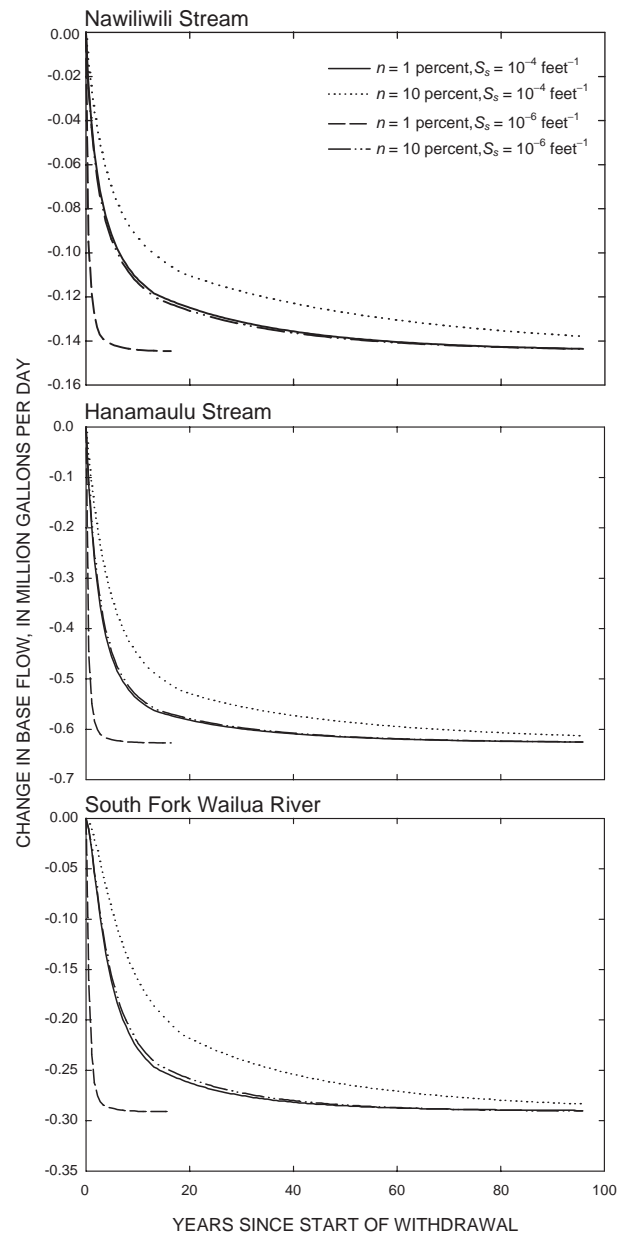 Nawiliwili Stream
0.00
-0.02
-0.04
-0.06
-0.08
-0.10
-0.12
-0.14
-0.16
n = 1 percent, Sₛ = 10⁻⁴ feet⁻¹
n = 10 percent, Sₛ = 10⁻⁴ feet⁻¹
n = 1 percent, Sₛ = 10⁻⁶ feet⁻¹
n = 10 percent, Sₛ = 10⁻⁶ feet⁻¹
CHANGE IN BASE FLOW, IN MILLION GALLONS PER DAY
Hanamaulu Stream
0.0
-0.1
-0.2
-0.3
-0.4
-0.5
-0.6
-0.7
South Fork Wailua River
0.00
-0.05
-0.10
-0.15
-0.20
-0.25
-0.30
-0.35
0 20 40 60 80 100
YEARS SINCE START OF WITHDRAWAL